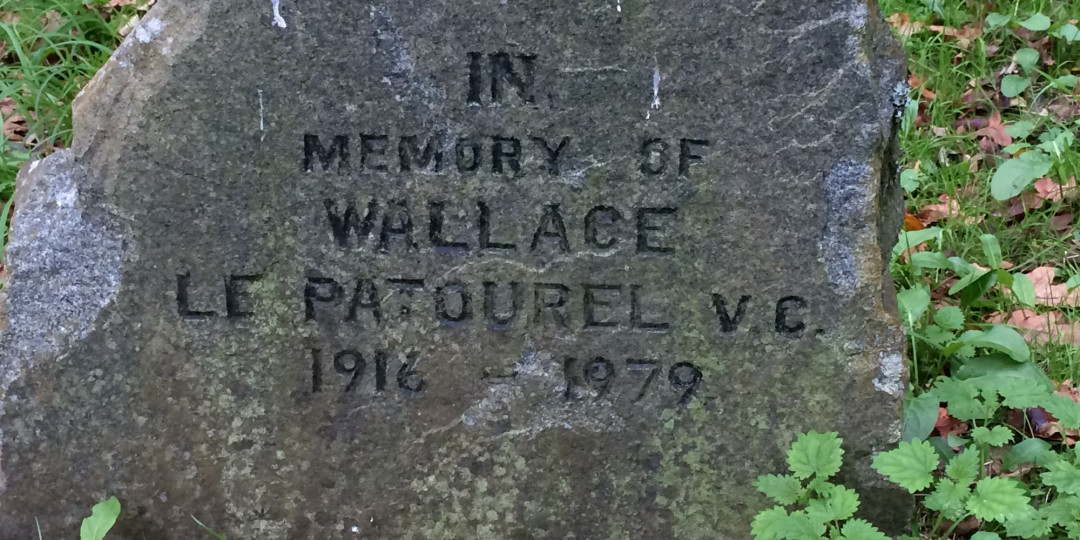 IN
MEMORY OF
WALLACE
LE PATOUREL V.C.
1916 - 1979